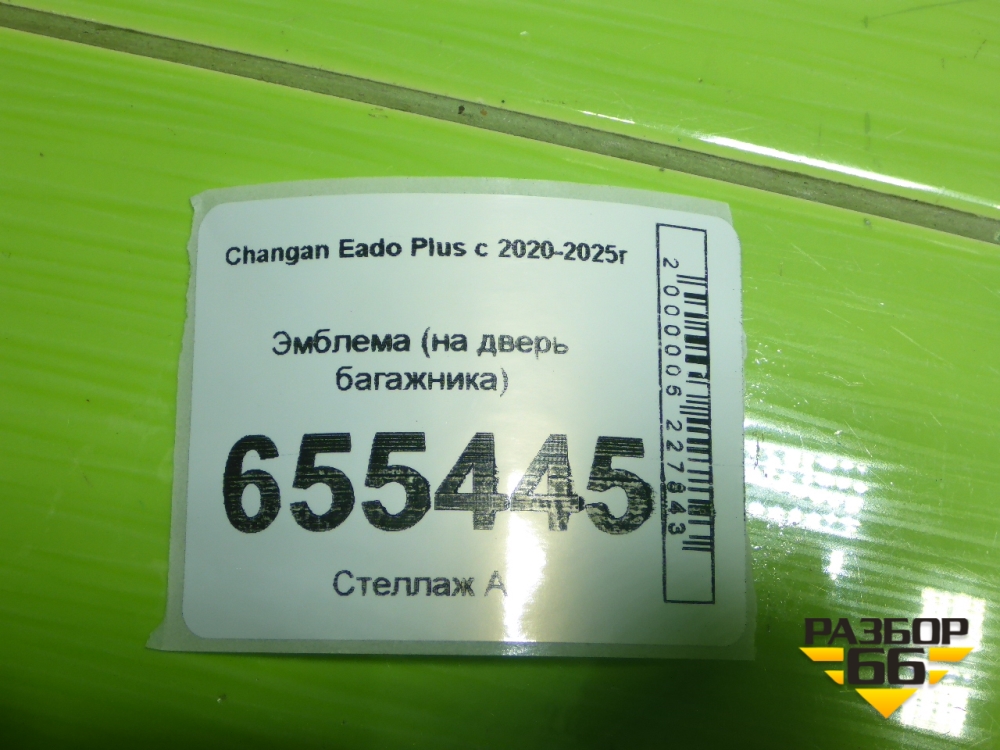 Changan Eado Plus с 2020-2025г
Эмблема (на дверь
багажника)
655445
Стеллаж А
2000006227843
РАЗБОР
66